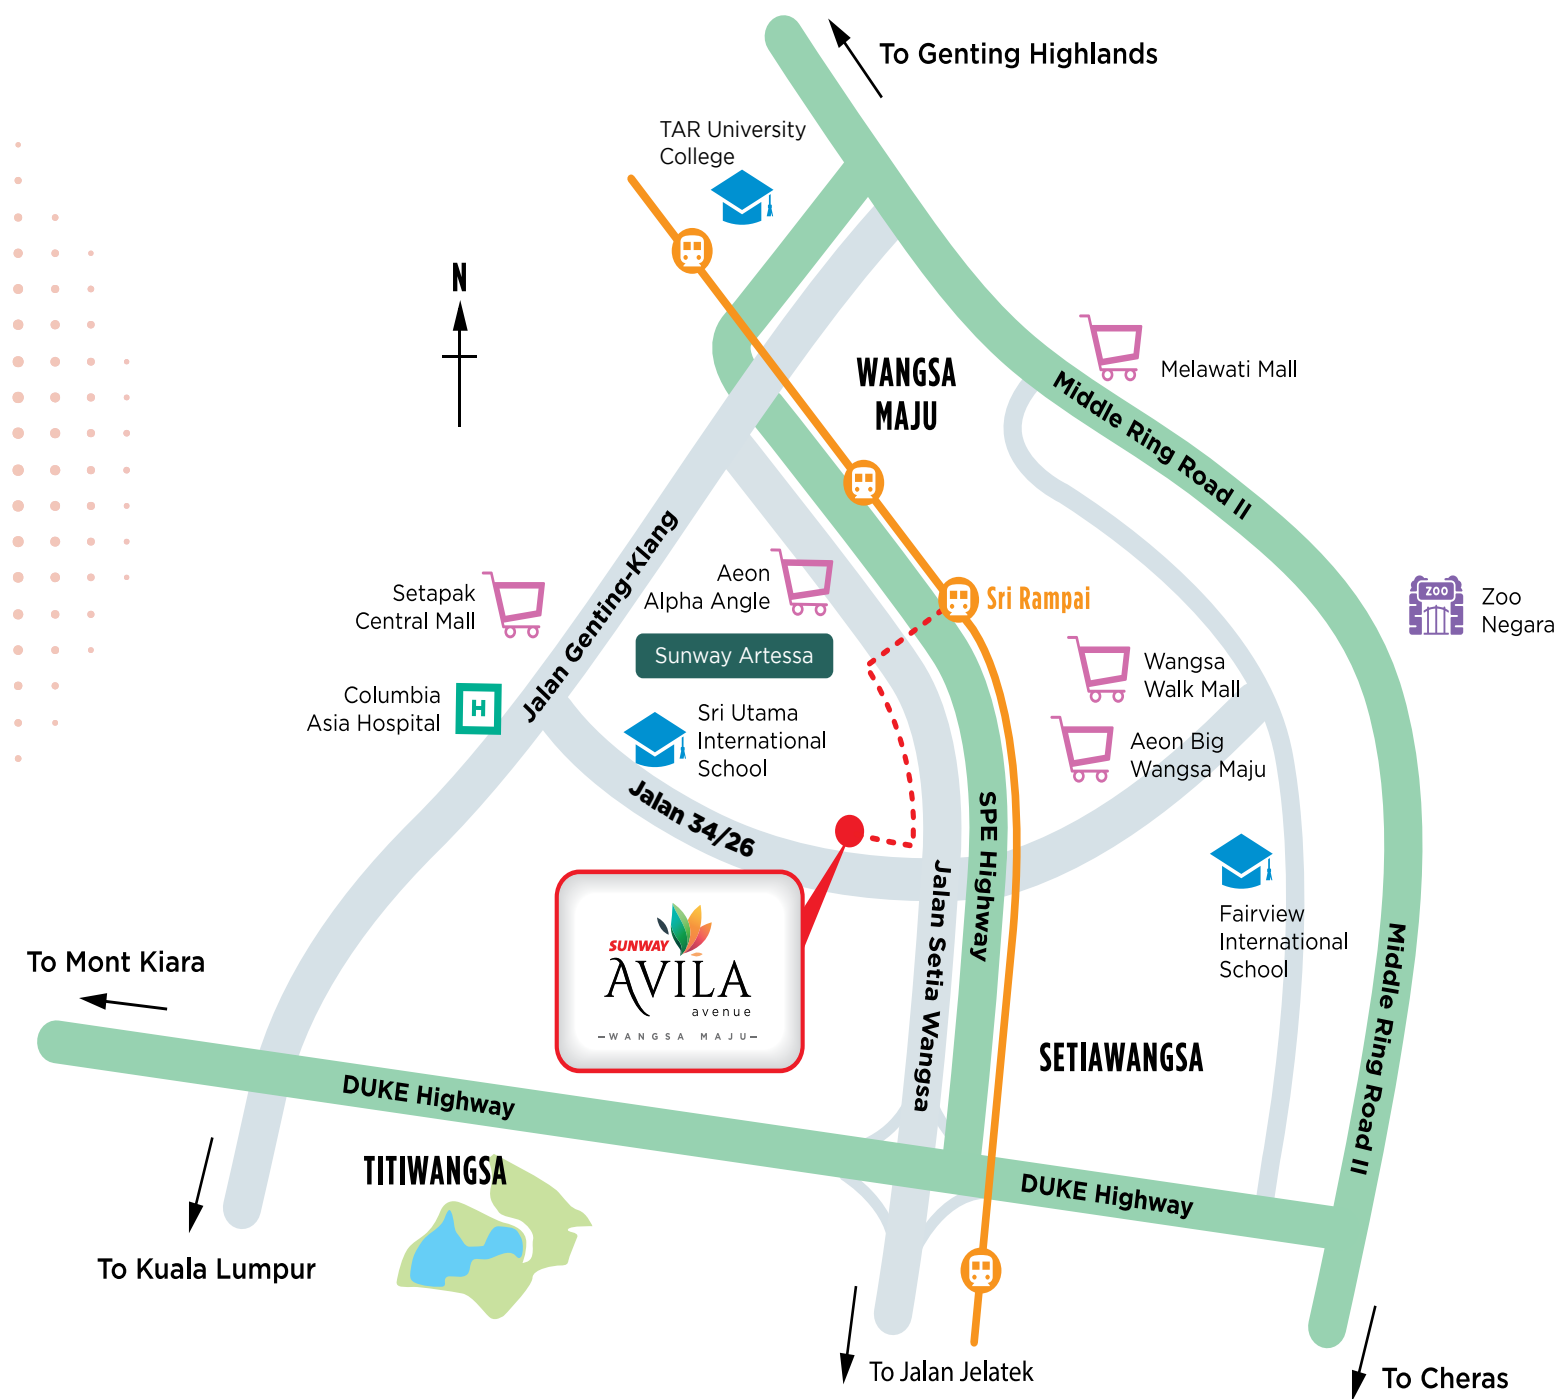 To Genting Highlands
TAR University
College
N
WANGSA
MAJU
Melawati Mall
Middle Ring Road II
Jalan Genting-Klang
Setapak
Central Mall
Aeon
Alpha Angle
Sri Rampai
ZOO
Zoo
Negara
Sunway Artessa
Wangsa
Walk Mall
Columbia
Asia Hospital
H
Sri Utama
International
School
Aeon Big
Wangsa Maju
Jalan 34/26
SPE Highway
Jalan Setia Wangsa
Fairview
International
School
SUNWAY
AVILA
avenue
WANGSA MAJU
To Mont Kiara
Middle Ring Road II
SETIAWANGSA
DUKE Highway
TITIWANGSA
DUKE Highway
To Kuala Lumpur
To Jalan Jelatek
To Cheras